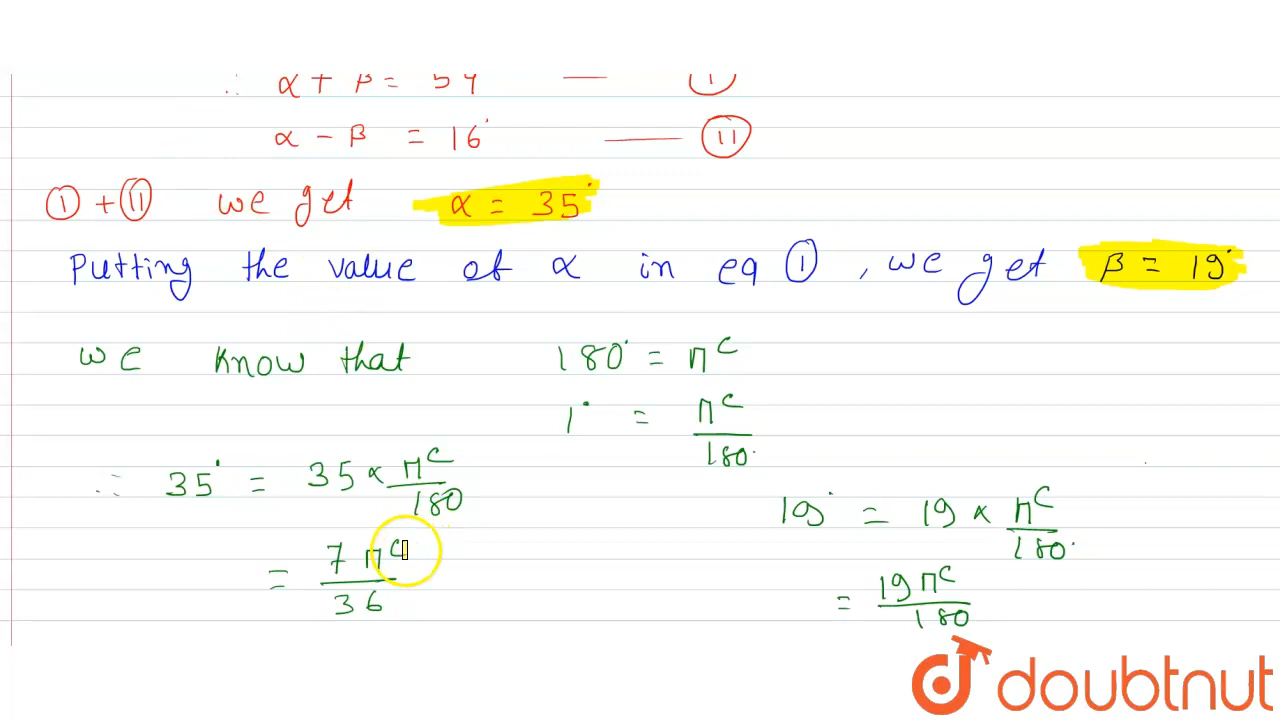 ∴ α + β = 54 — (I)
α - β = 16° — (II)
(I) + (II) we get α = 35°
Putting the value of α in eq (I), we get β = 19°
we know that 180° = π^c
1° = π^c/180
∴ 35° = 35 × π^c/180
= 7π^c/36
19° = 19 × π^c/180
= 19π^c/180
doubtnut